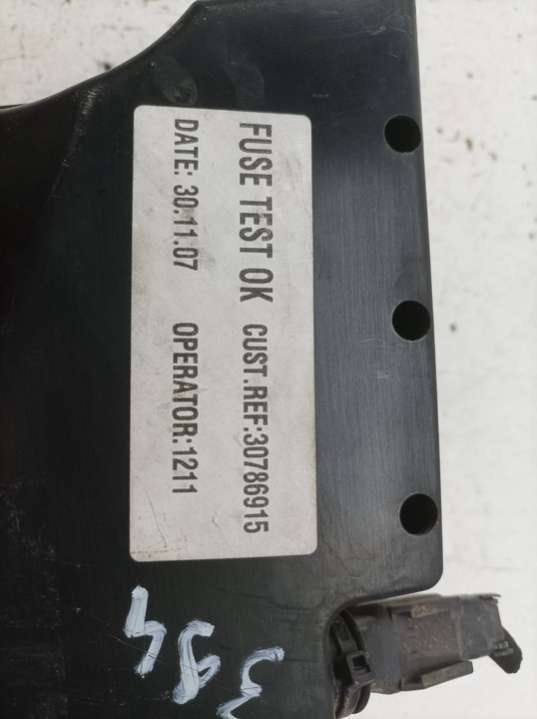 FUSE TEST OK CUST.REF:30786915
DATE: 30.11.07 OPERATOR:1211
394